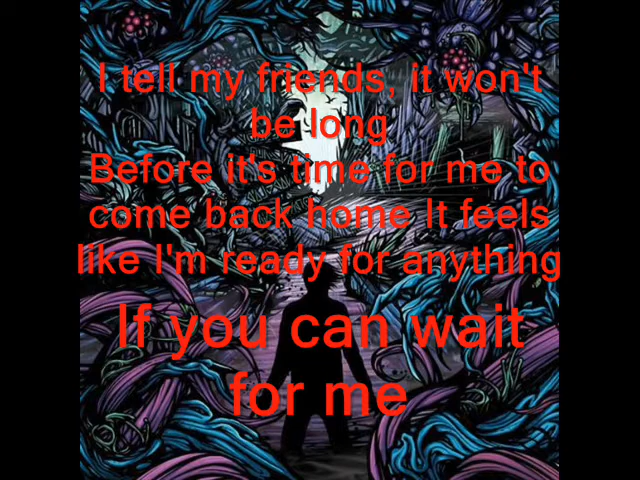 I tell my friends, it won't
be long
Before it's time for me to
come back home It feels
like I'm ready for anything
If you can wait
for me